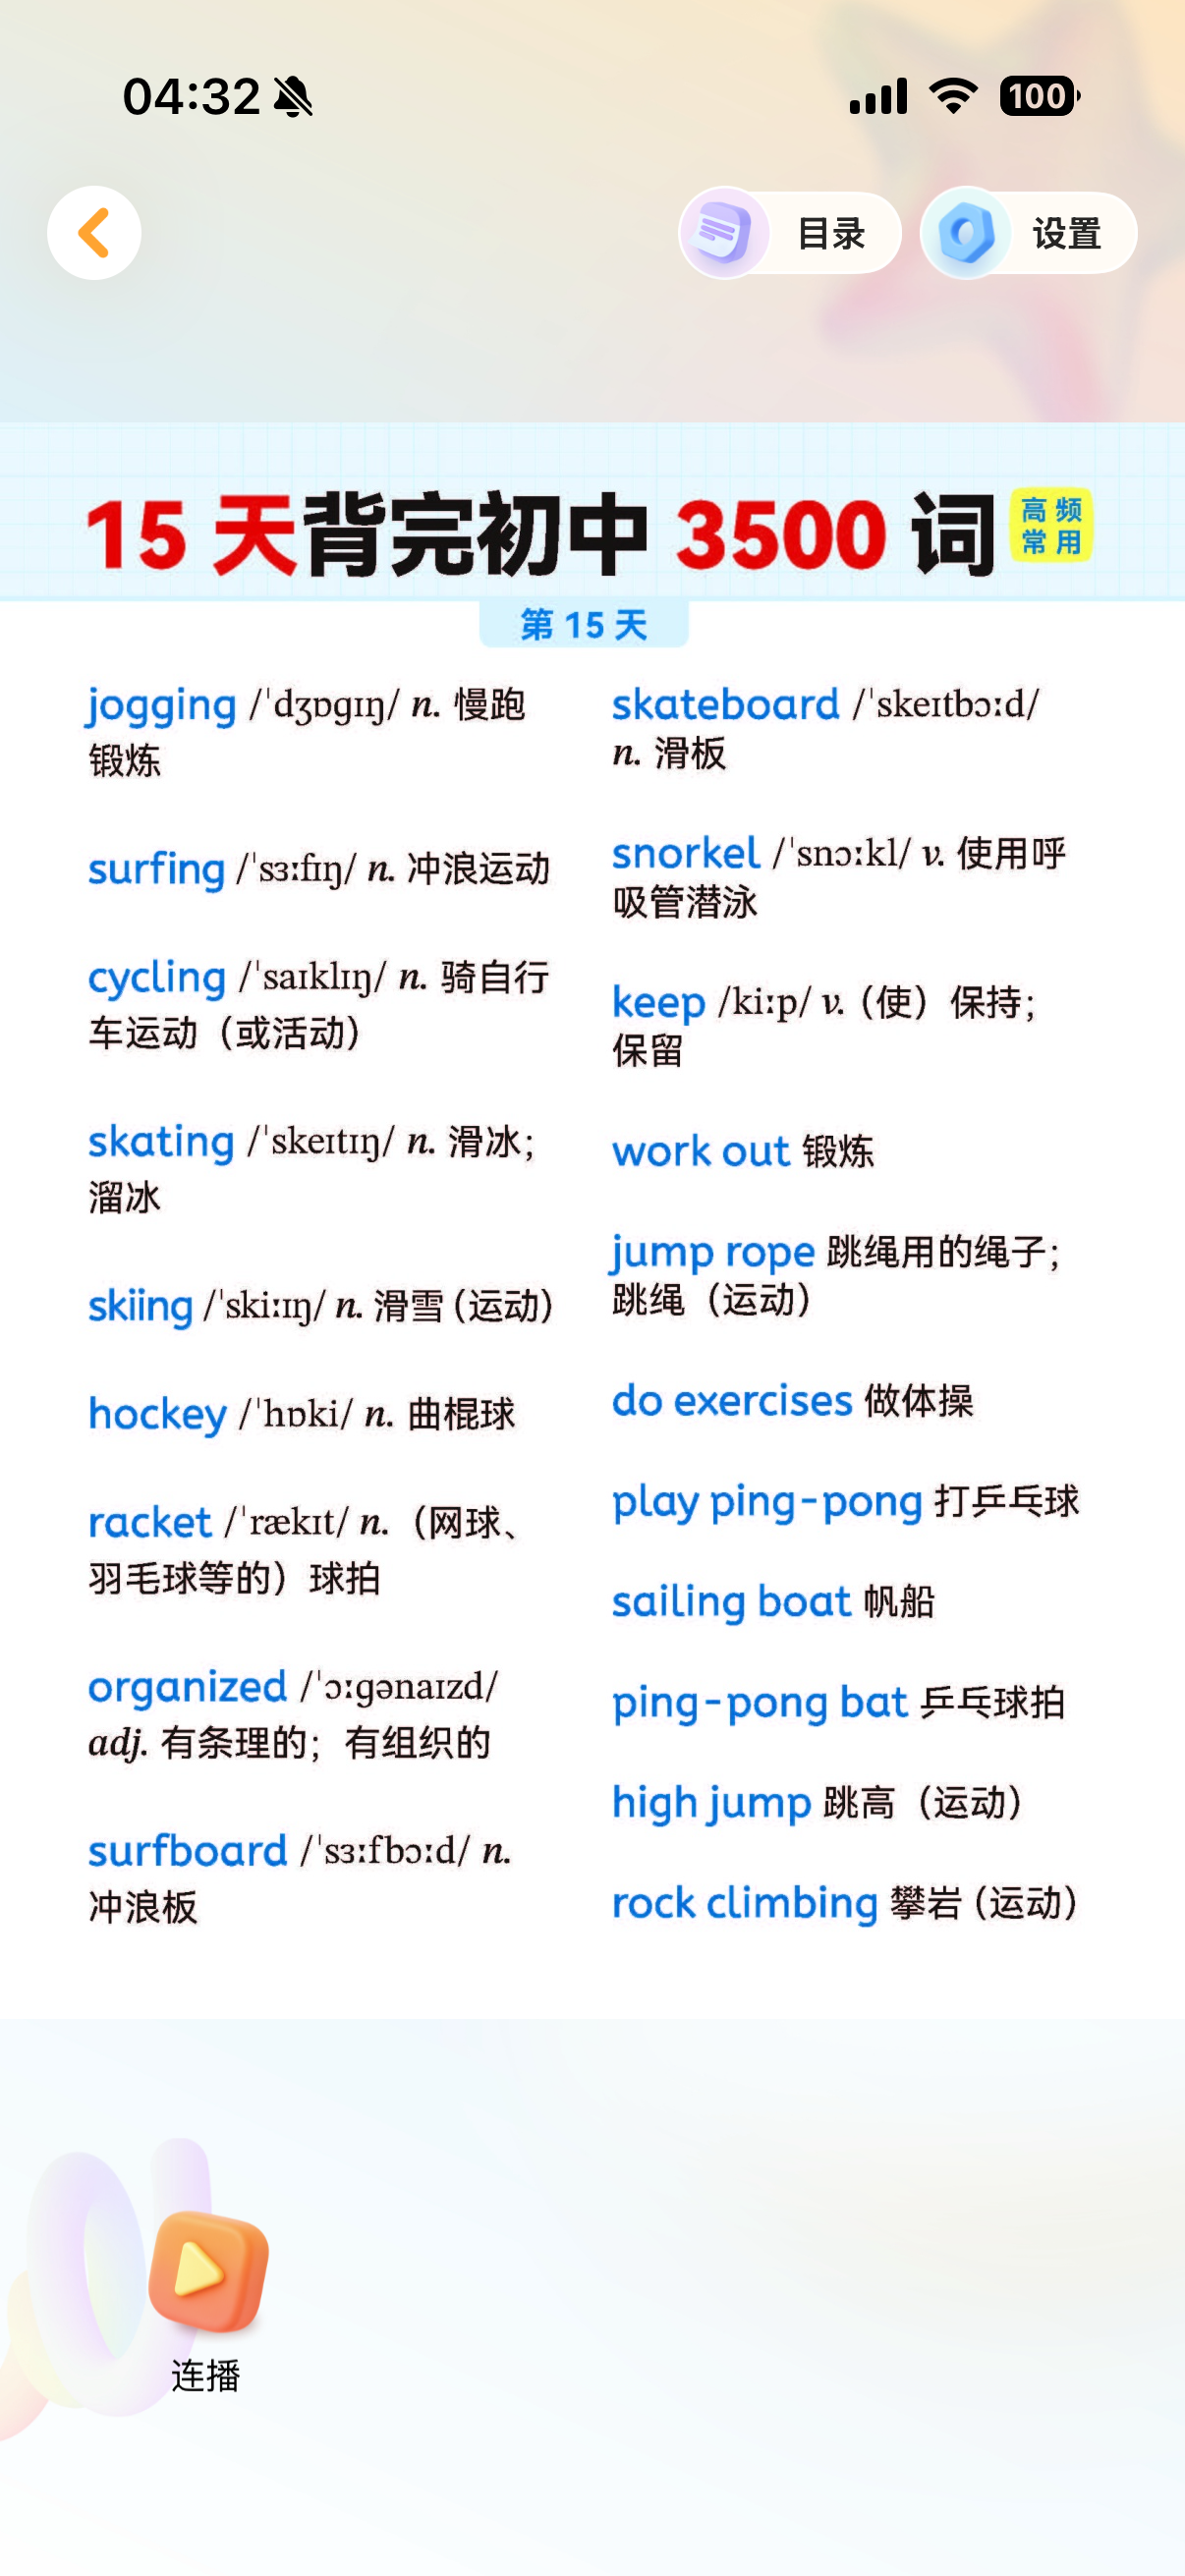 04:32
100
目录
设置
15 天背完初中 3500 词
高频
常用
第 15 天
jogging /ˈdʒɒgɪŋ/ n. 慢跑
锻炼
surfing /ˈsɜːfɪŋ/ n. 冲浪运动
cycling /ˈsaɪklɪŋ/ n. 骑自行
车运动（或活动）
skating /ˈskeɪtɪŋ/ n. 滑冰；
溜冰
skiing /ˈskiːɪŋ/ n. 滑雪（运动）
hockey /ˈhɒki/ n. 曲棍球
racket /ˈrækɪt/ n.（网球、
羽毛球等的）球拍
organized /ˈɔːgənaɪzd/
adj. 有条理的；有组织的
surfboard /ˈsɜːfbɔːd/ n.
冲浪板
skateboard /ˈskeɪtbɔːd/
n. 滑板
snorkel /ˈsnɔːkl/ v. 使用呼
吸管潜泳
keep /kiːp/ v.（使）保持；
保留
work out 锻炼
jump rope 跳绳用的绳子；
跳绳（运动）
do exercises 做体操
play ping-pong 打乒乓球
sailing boat 帆船
ping-pong bat 乒乓球拍
high jump 跳高（运动）
rock climbing 攀岩（运动）
连播